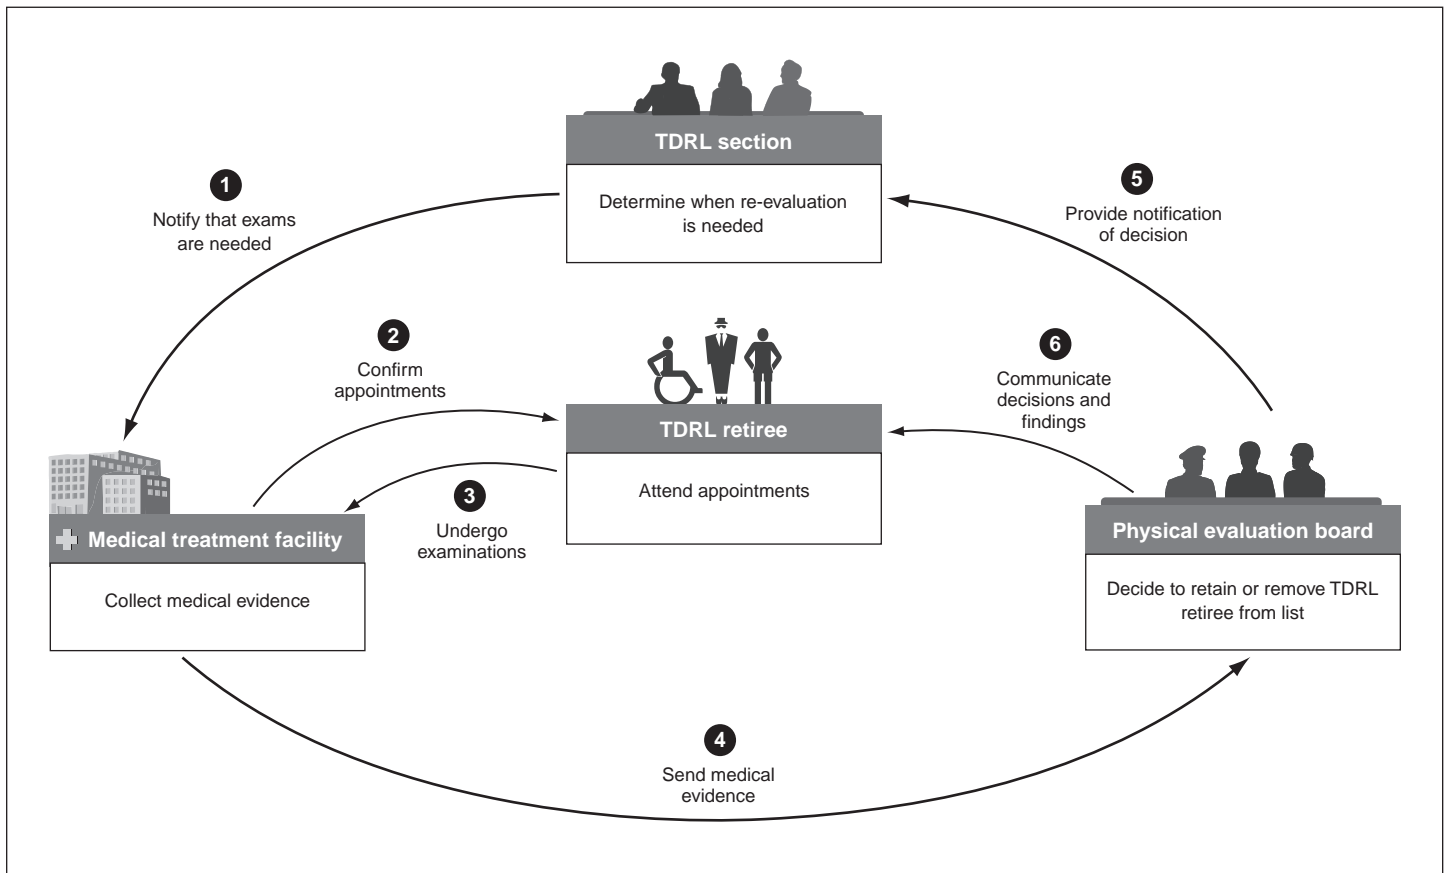 TDRL section
Determine when re-evaluation
is needed
1
Notify that exams
are needed
5
Provide notification
of decision
2
Confirm
appointments
TDRL retiree
Attend appointments
6
Communicate
decisions and
findings
3
Undergo
examinations
Medical treatment facility
Collect medical evidence
Physical evaluation board
Decide to retain or remove TDRL
retiree from list
4
Send medical
evidence